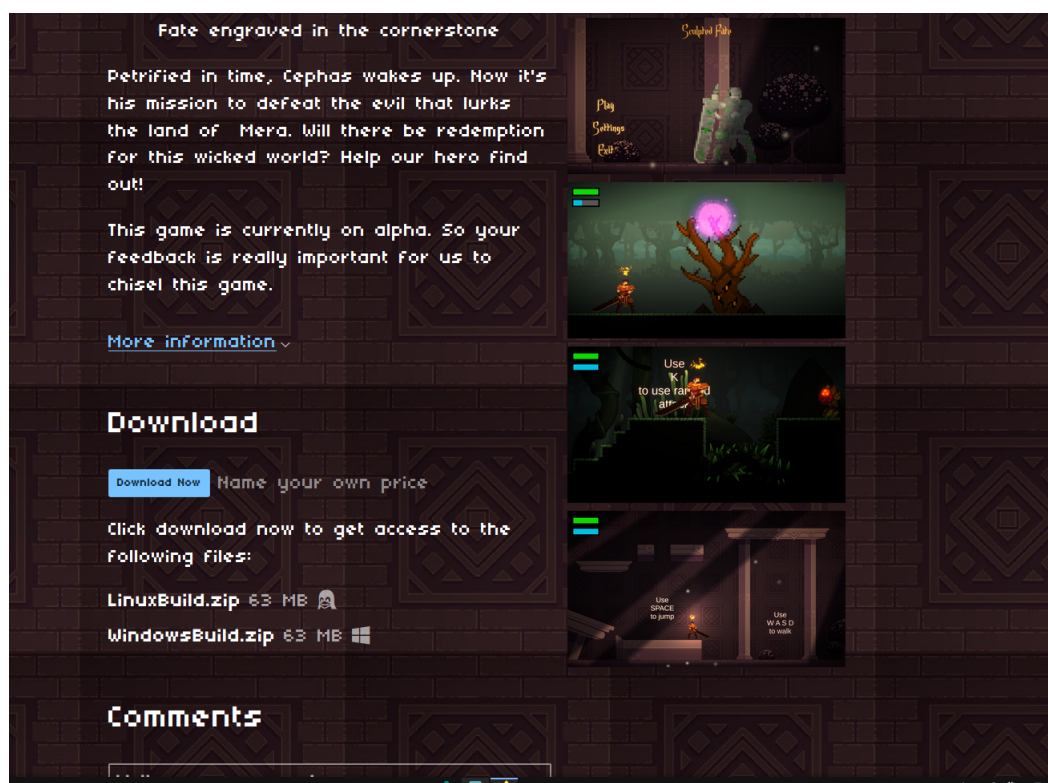 Fate engraved in the cornerstone
Petrified in time, Cephas wakes up. Now it's
his mission to defeat the evil that lurks
the land of  Mera. Will there be redemption
for this wicked world? Help our hero find
out!
This game is currently on alpha. So your
feedback is really important for us to
chisel this game.
More information
Download
Download Now Name your own price
Click download now to get access to the
following files:
LinuxBuild.zip 63 MB
WindowsBuild.zip 63 MB
Comments
Sculpted Fate
Play
Settings
Exit
Use
K
to use
Use
SPACE
to jump
Use
W A S D
to walk